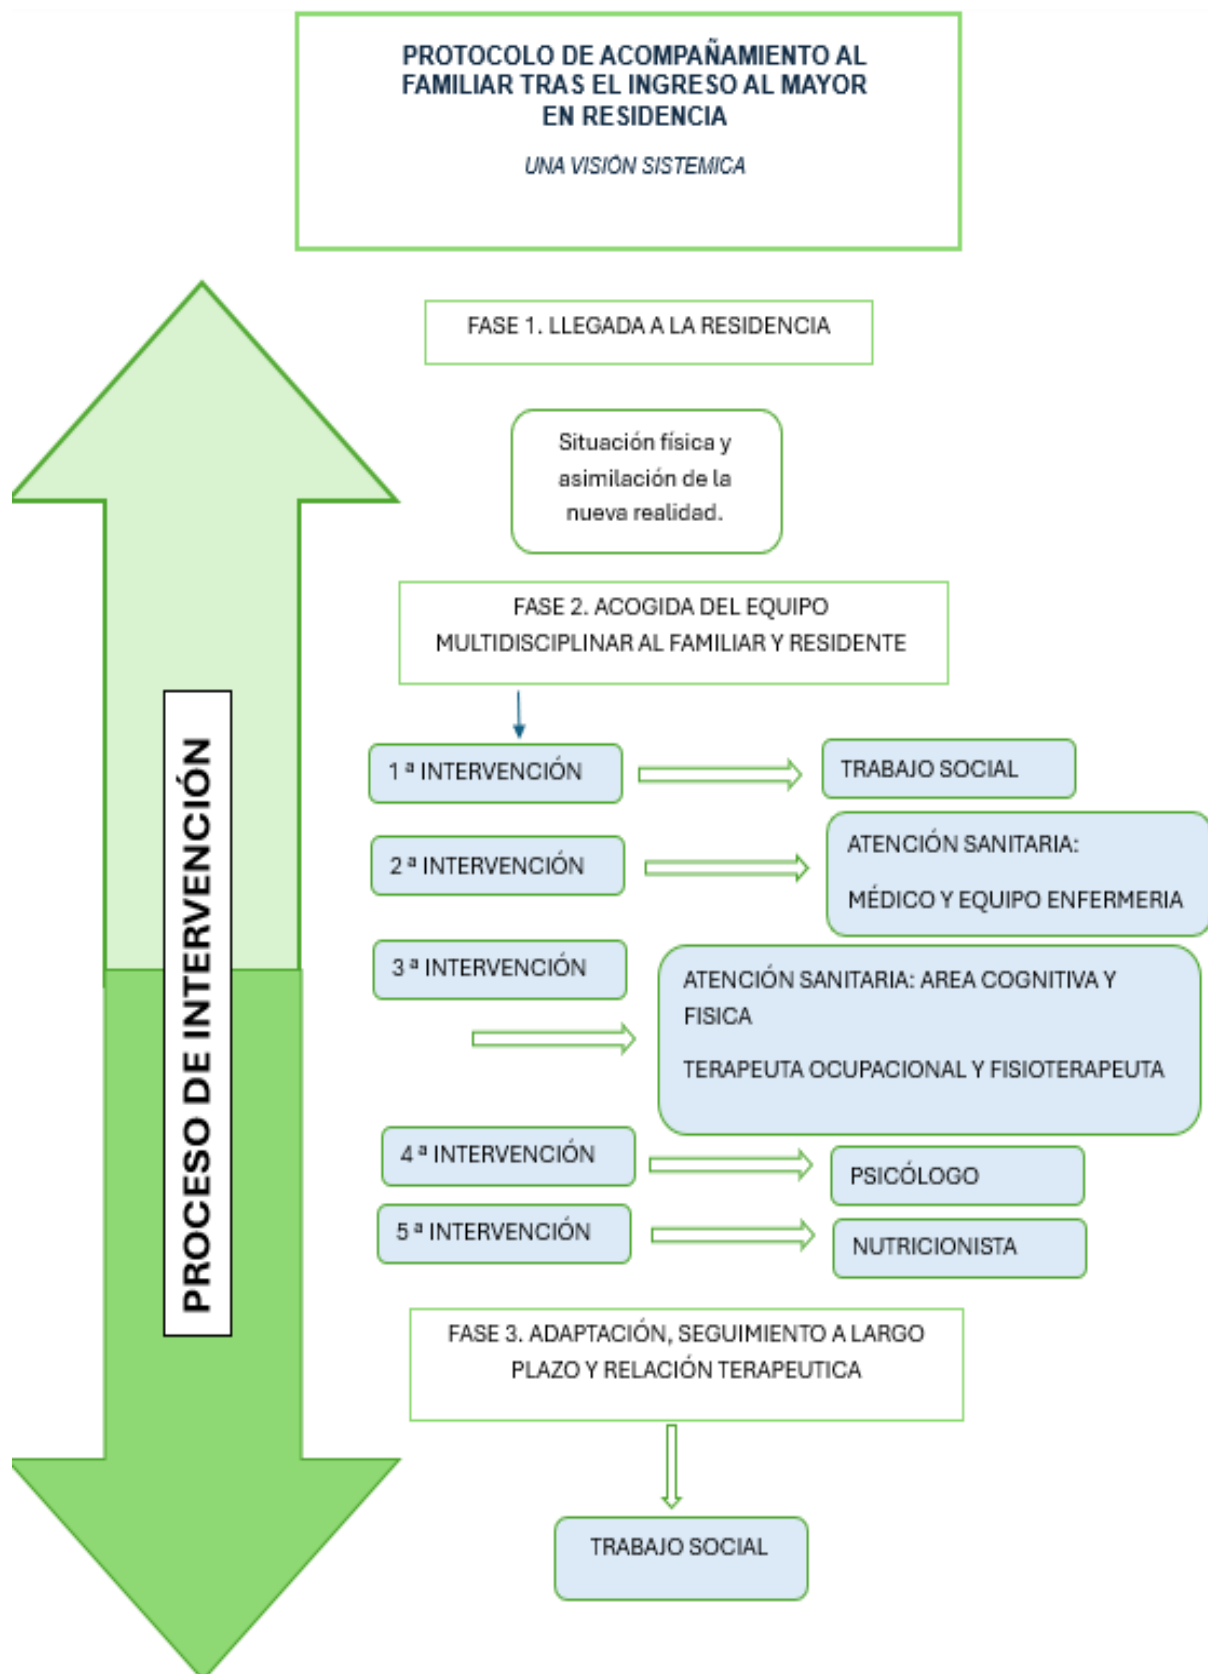 PROTOCOLO DE ACOMPAÑAMIENTO AL
FAMILIAR TRAS EL INGRESO AL MAYOR
EN RESIDENCIA
UNA VISIÓN SISTEMICA
FASE 1. LLEGADA A LA RESIDENCIA
Situación física y
asimilación de la
nueva realidad.
FASE 2. ACOGIDA DEL EQUIPO
MULTIDISCIPLINAR AL FAMILIAR Y RESIDENTE
PROCESO DE INTERVENCIÓN
1 ª INTERVENCIÓN
TRABAJO SOCIAL
2 ª INTERVENCIÓN
ATENCIÓN SANITARIA:
MÉDICO Y EQUIPO ENFERMERIA
3 ª INTERVENCIÓN
ATENCIÓN SANITARIA: AREA COGNITIVA Y
FISICA
TERAPEUTA OCUPACIONAL Y FISIOTERAPEUTA
4 ª INTERVENCIÓN
PSICÓLOGO
5 ª INTERVENCIÓN
NUTRICIONISTA
FASE 3. ADAPTACIÓN, SEGUIMIENTO A LARGO
PLAZO Y RELACIÓN TERAPEUTICA
TRABAJO SOCIAL